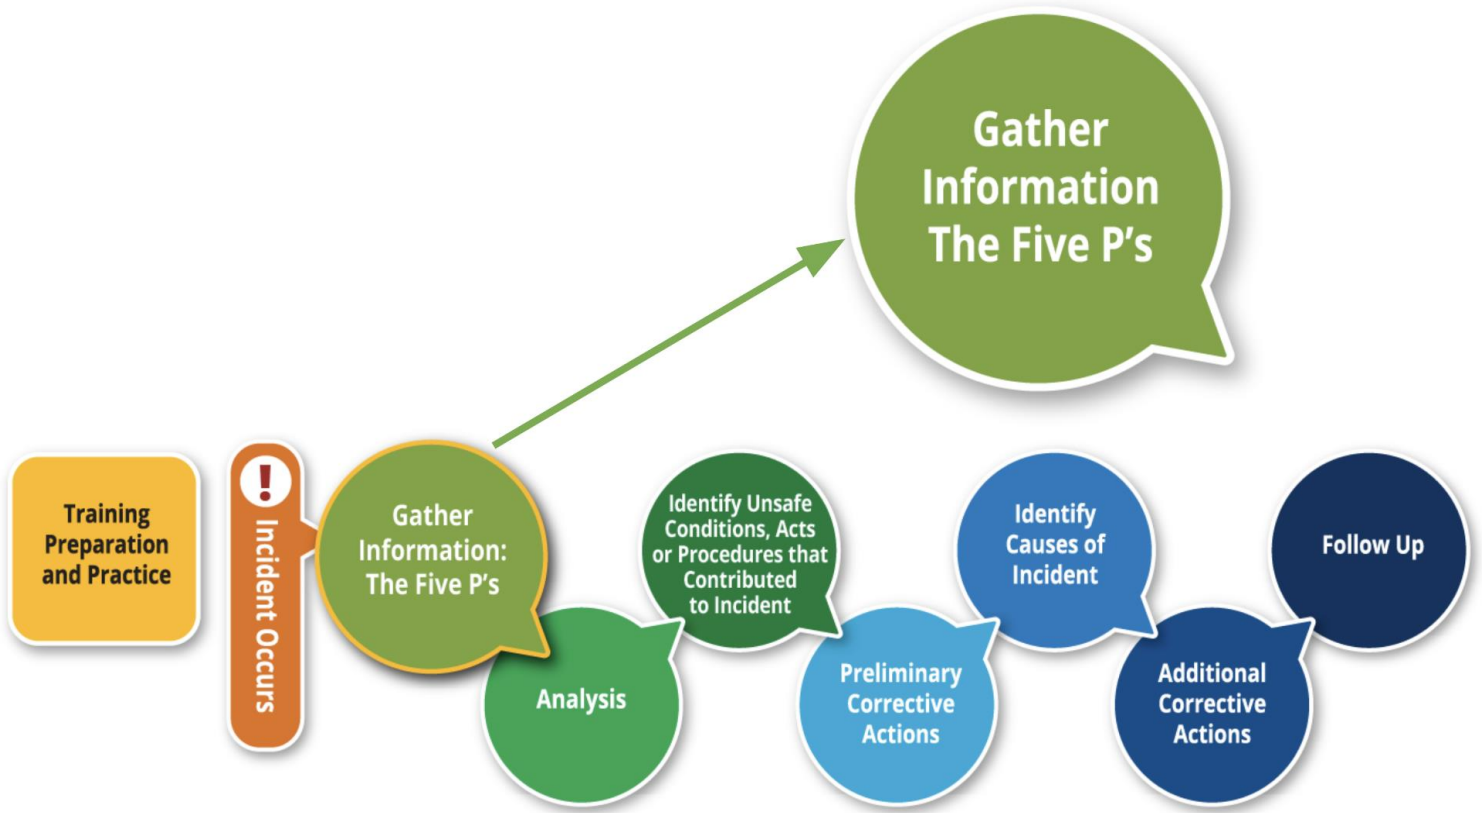 Gather
Information
The Five P’s
Training
Preparation
and Practice
!
Incident Occurs
Gather
Information:
The Five P’s
Analysis
Identify Unsafe
Conditions, Acts
or Procedures that
Contributed
to Incident
Preliminary
Corrective
Actions
Identify
Causes of
Incident
Additional
Corrective
Actions
Follow Up